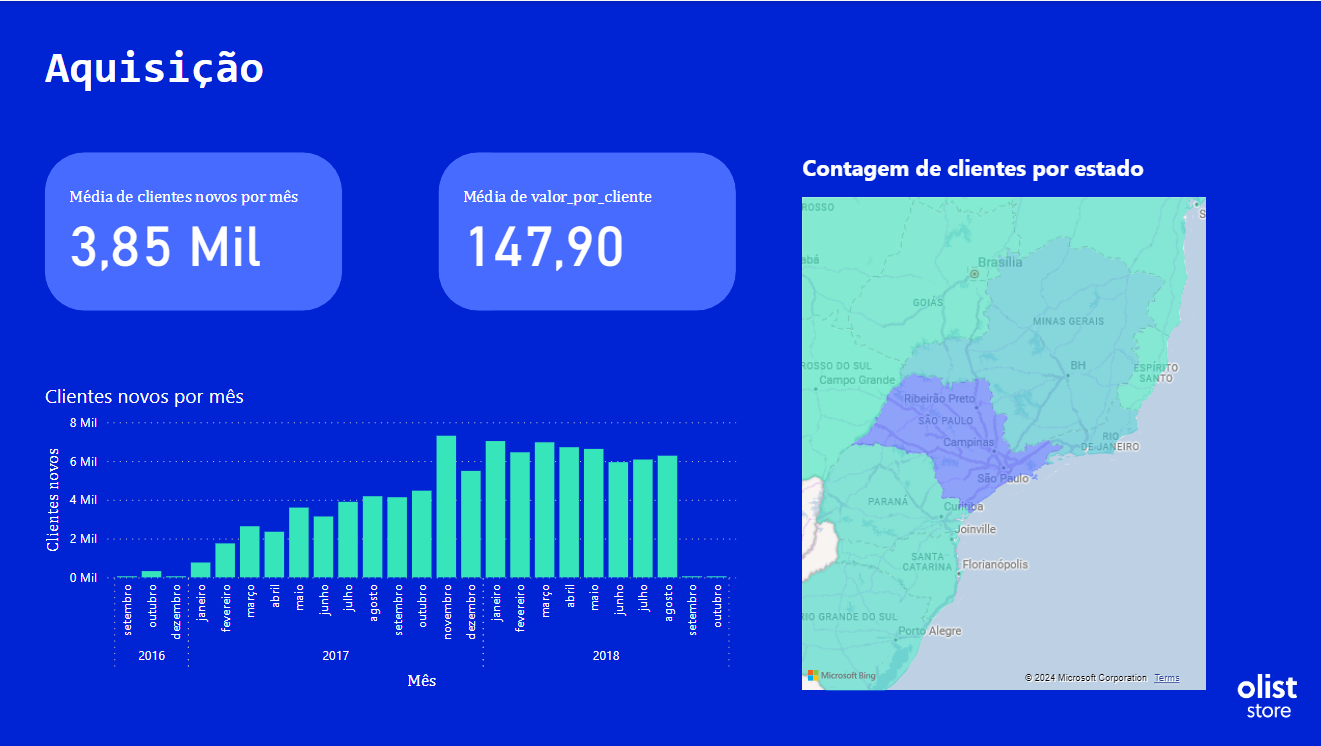 Aquisição
Média de clientes novos por mês
3,85 Mil
Média de valor_por_cliente
147,90
Clientes novos por mês
Clientes novos
8 Mil
6 Mil
4 Mil
2 Mil
0 Mil
setembro
outubro
dezembro
janeiro
fevereiro
março
abril
maio
junho
julho
agosto
setembro
outubro
novembro
dezembro
janeiro
fevereiro
março
abril
maio
junho
julho
agosto
setembro
outubro
2016
2017
2018
Mês
Contagem de clientes por estado
ROSSO
S
abá
Brasília
GOIÁS
MINAS GERAIS
ROSSO DO SUL
Campo Grande
BH
ESPÍRITO
SANTO
Ribeirão Preto
SÃO PAULO
Campinas
RIO
DE JANEIRO
São Paulo
PARANÁ
Curitiba
Joinville
SANTA
CATARINA
Florianópolis
RIO GRANDE DO SUL
Porto Alegre
Microsoft Bing
© 2024 Microsoft Corporation Terms
olist
store